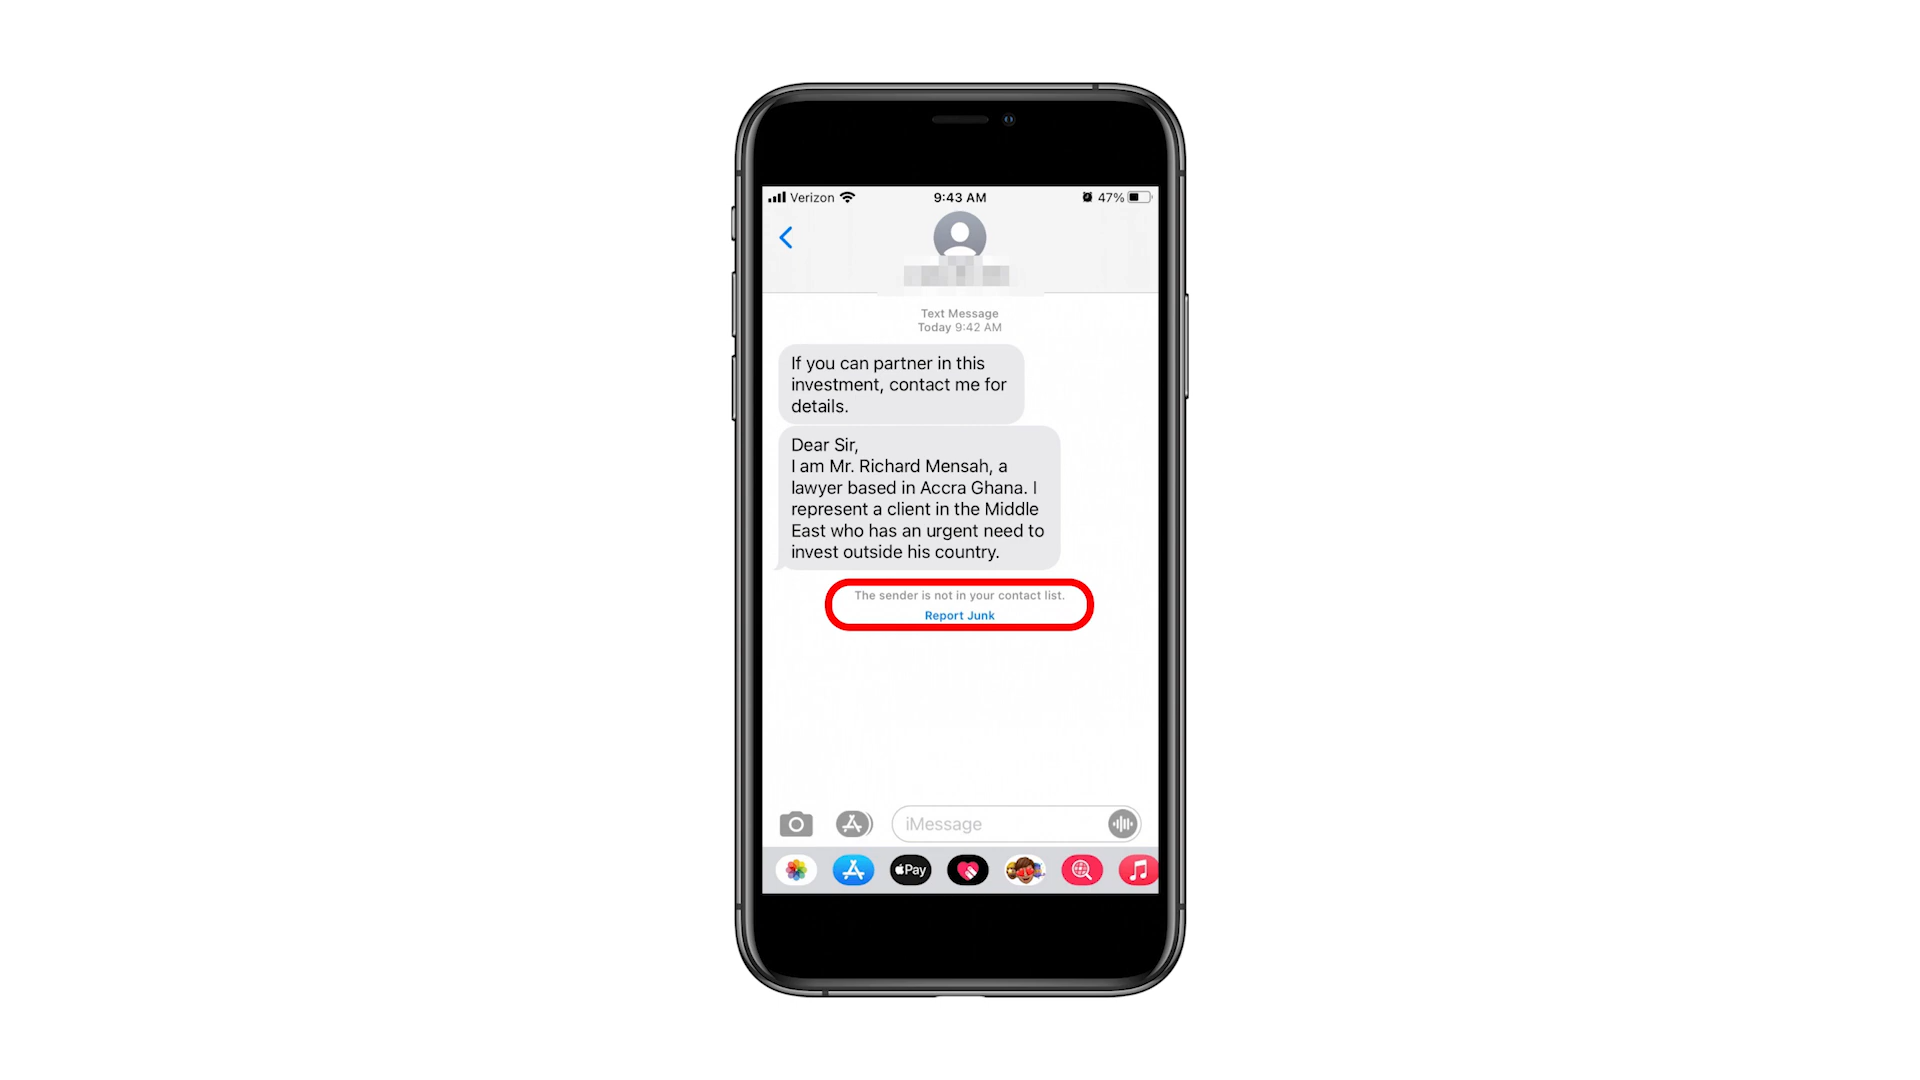 Verizon 9:43 AM 47%
Text Message
Today 9:42 AM
If you can partner in this
investment, contact me for
details.
Dear Sir,
I am Mr. Richard Mensah, a
lawyer based in Accra Ghana. I
represent a client in the Middle
East who has an urgent need to
invest outside his country.
The sender is not in your contact list.
Report Junk
iMessage
Pay